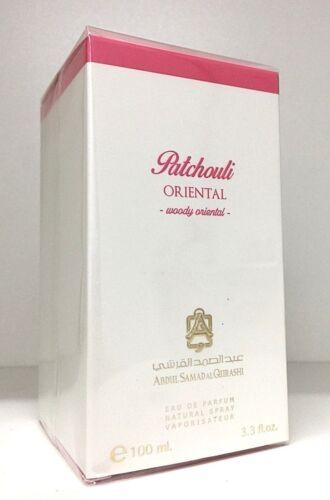 Patchouli
ORIENTAL
- woody oriental -
عبد الصمد القرشي
ABDUL SAMAD AL QURASHI
EAU DE PARFUM
NATURAL SPRAY
VAPORISATEUR
e 100 ml.
3.3 fl.oz.